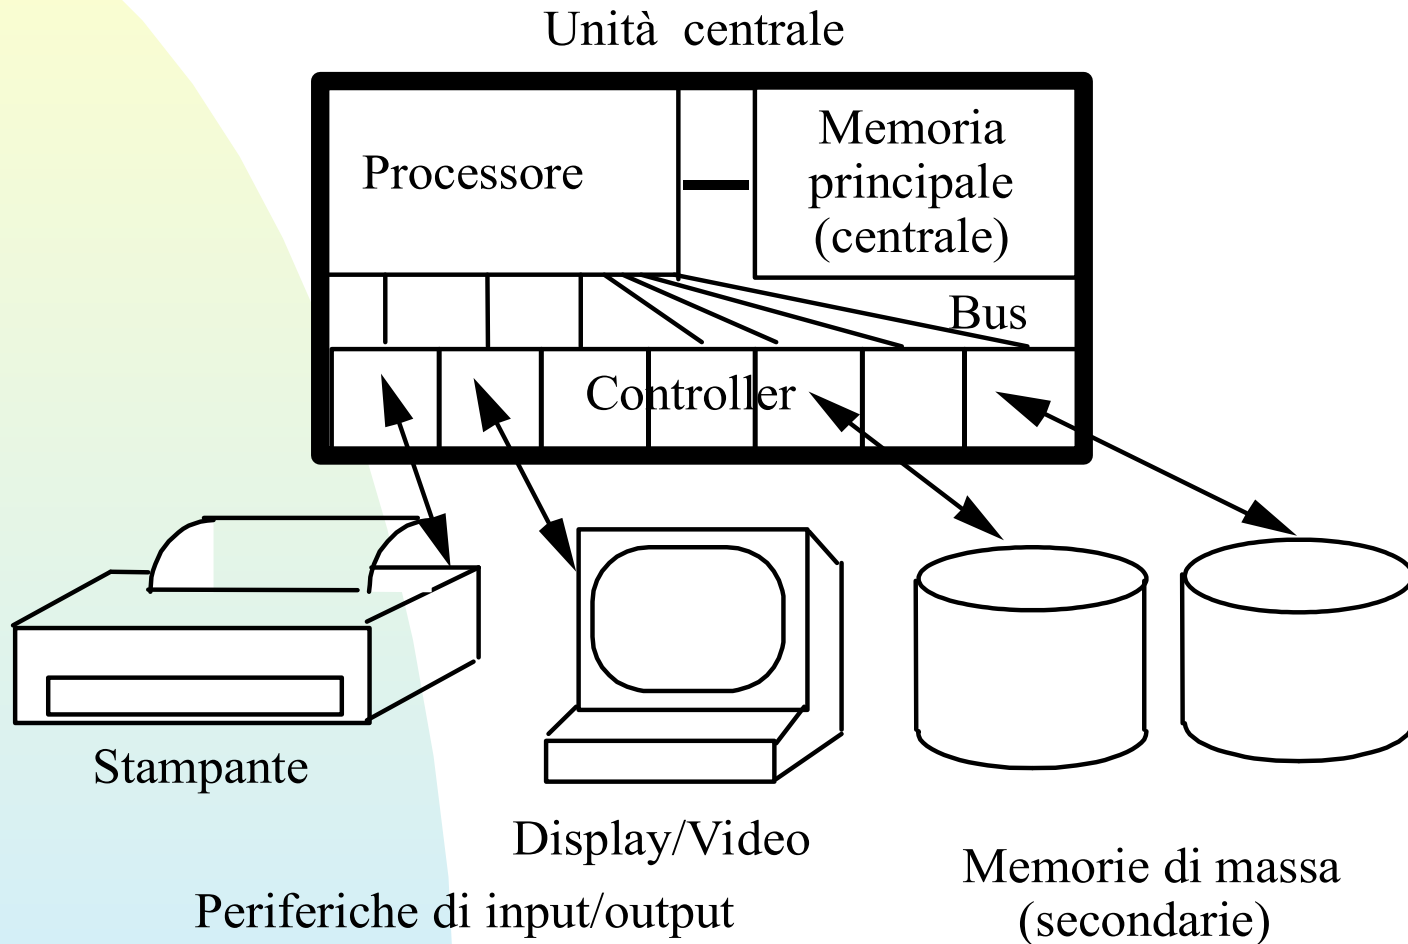 Unità centrale
Processore
Memoria
principale
(centrale)
Bus
Controller
Stampante
Display/Video
Periferiche di input/output
Memorie di massa
(secondarie)